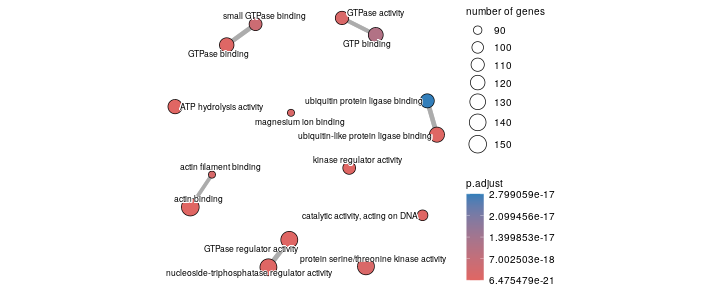 small GTPase binding
GTPase binding
GTPase activity
GTP binding
ATP hydrolysis activity
magnesium ion binding
ubiquitin protein ligase binding
ubiquitin-like protein ligase binding
kinase regulator activity
actin filament binding
actin binding
catalytic activity, acting on DNA
GTPase regulator activity
nucleoside-triphosphatase regulator activity
protein serine/threonine kinase activity
number of genes
90
100
110
120
130
140
150
p.adjust
2.799059e-17
2.099456e-17
1.399853e-17
7.002503e-18
6.475479e-21